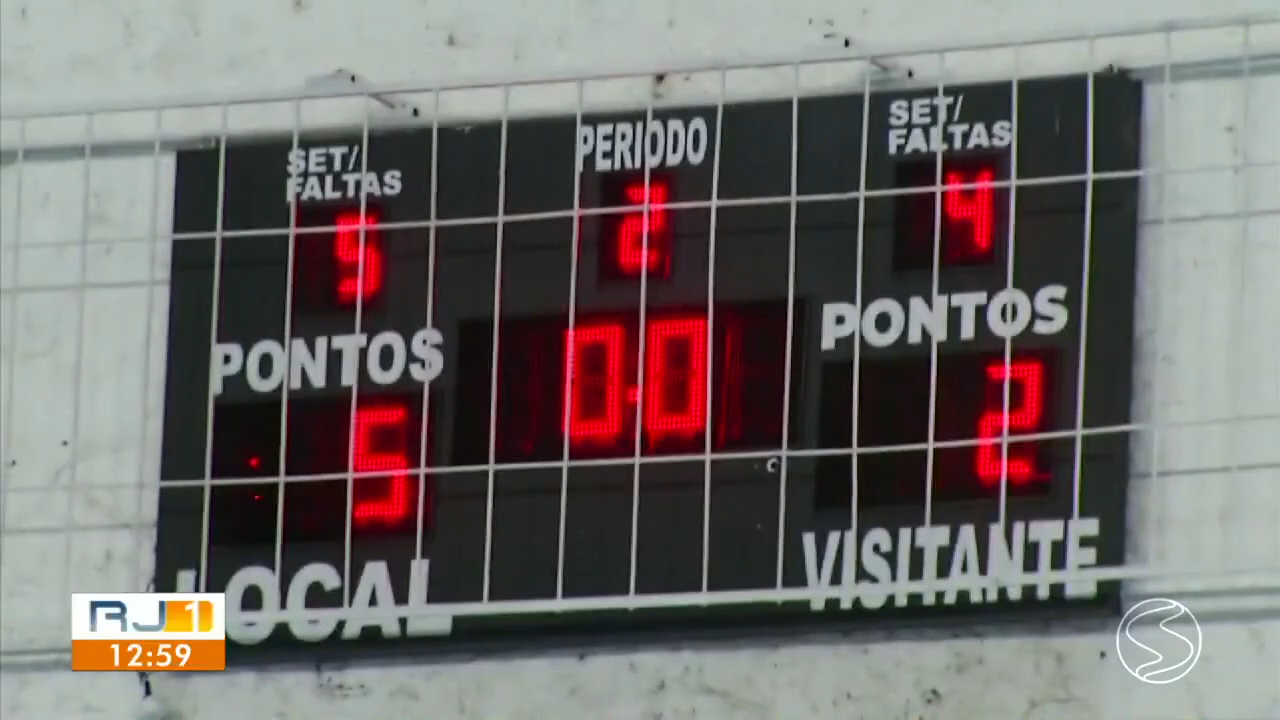 SET/
FALTAS
PERIODO
SET/
FALTAS
5
2
4
PONTOS
0.0
PONTOS
5
2
LOCAL
VISITANTE
RJ1
12:59